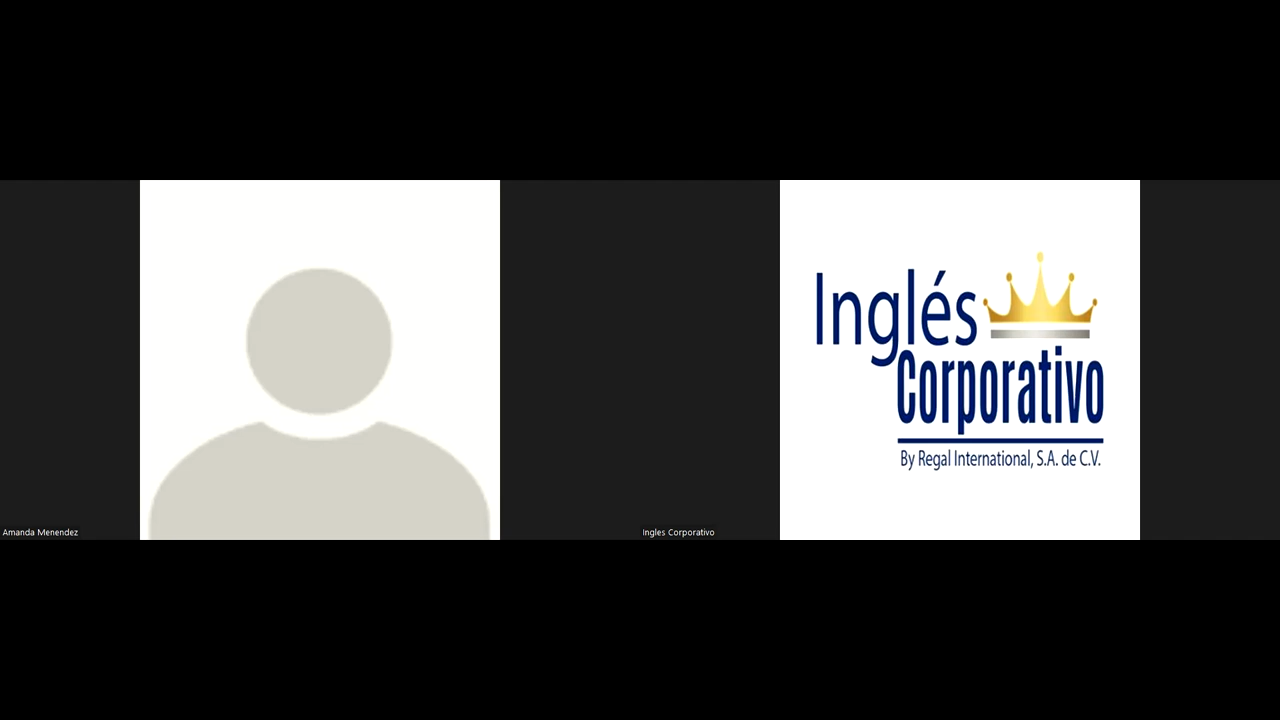 Inglés
Corporativo
By Regal International, S.A. de C.V.
Amanda Menendez
Ingles Corporativo